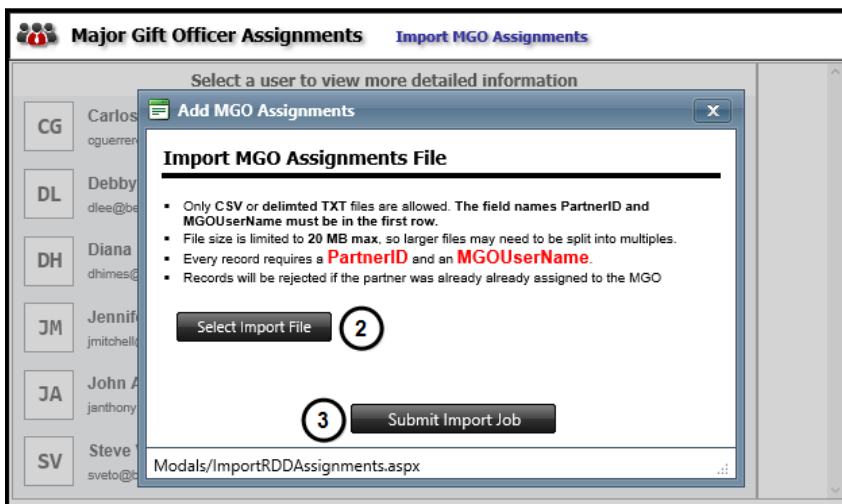 Major Gift Officer Assignments Import MGO Assignments
Select a user to view more detailed information
Add MGO Assignments X
Import MGO Assignments File
Only CSV or delimted TXT files are allowed. The field names PartnerID and
MGOUserName must be in the first row.
File size is limited to 20 MB max, so larger files may need to be split into multiples.
Every record requires a PartnerID and an MGOUserName.
Records will be rejected if the partner was already already assigned to the MGO
Select Import File 2
3 Submit Import Job
Modals/ImportRDDAssignments.aspx
CG Carlos
cguerrer
DL Debby
dlee@be
DH Diana
dhimes@
JM Jennif
jmitchell
JA John A
janthony
SV Steve
sveto@b